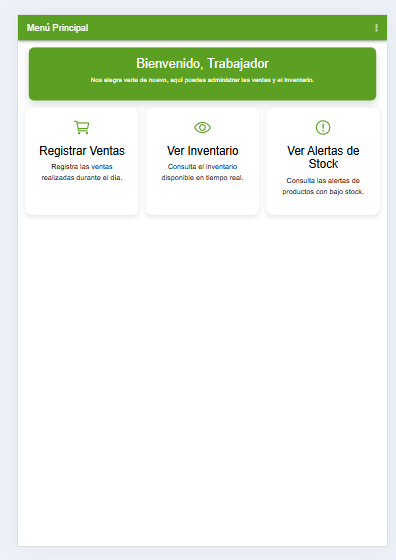 Menú Principal
Bienvenido, Trabajador
Nos alegra verte de nuevo, aquí puedes administrar las ventas y el inventario.
Registrar Ventas
Registra las ventas
realizadas durante el día.
Ver Inventario
Consulta el inventario
disponible en tiempo real.
Ver Alertas de
Stock
Consulta las alertas de
productos con bajo stock.